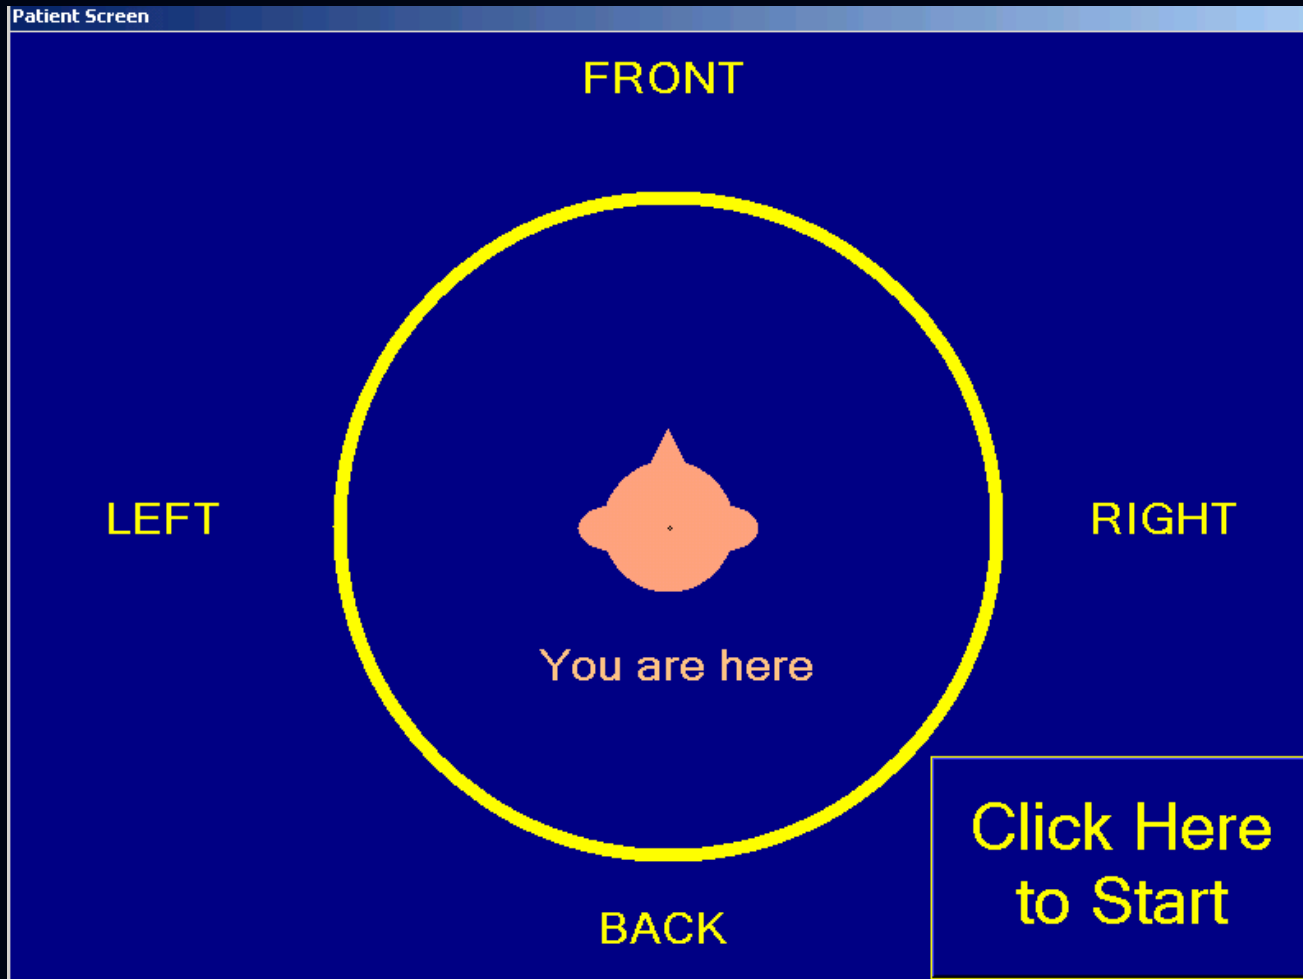 Patient Screen
FRONT
LEFT
RIGHT
You are here
Click Here
to Start
BACK